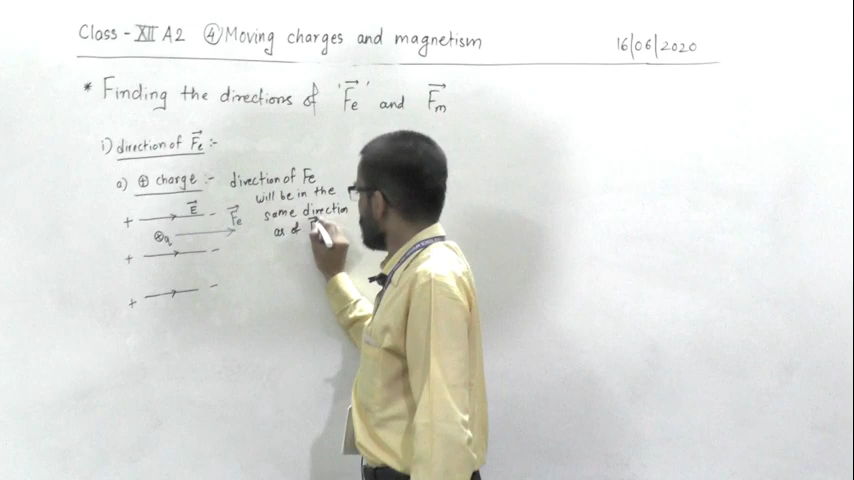 Class - XII A2 ④ Moving charges and magnetism
16/06/2020
* Finding the directions of 'F⃗e' and F⃗m
i) direction of F⃗e :-
a) ⊕ charge :- direction of Fe
will be in the
same direction
as of
+ E⃗ -
⊕q F⃗e
+ -
+ -